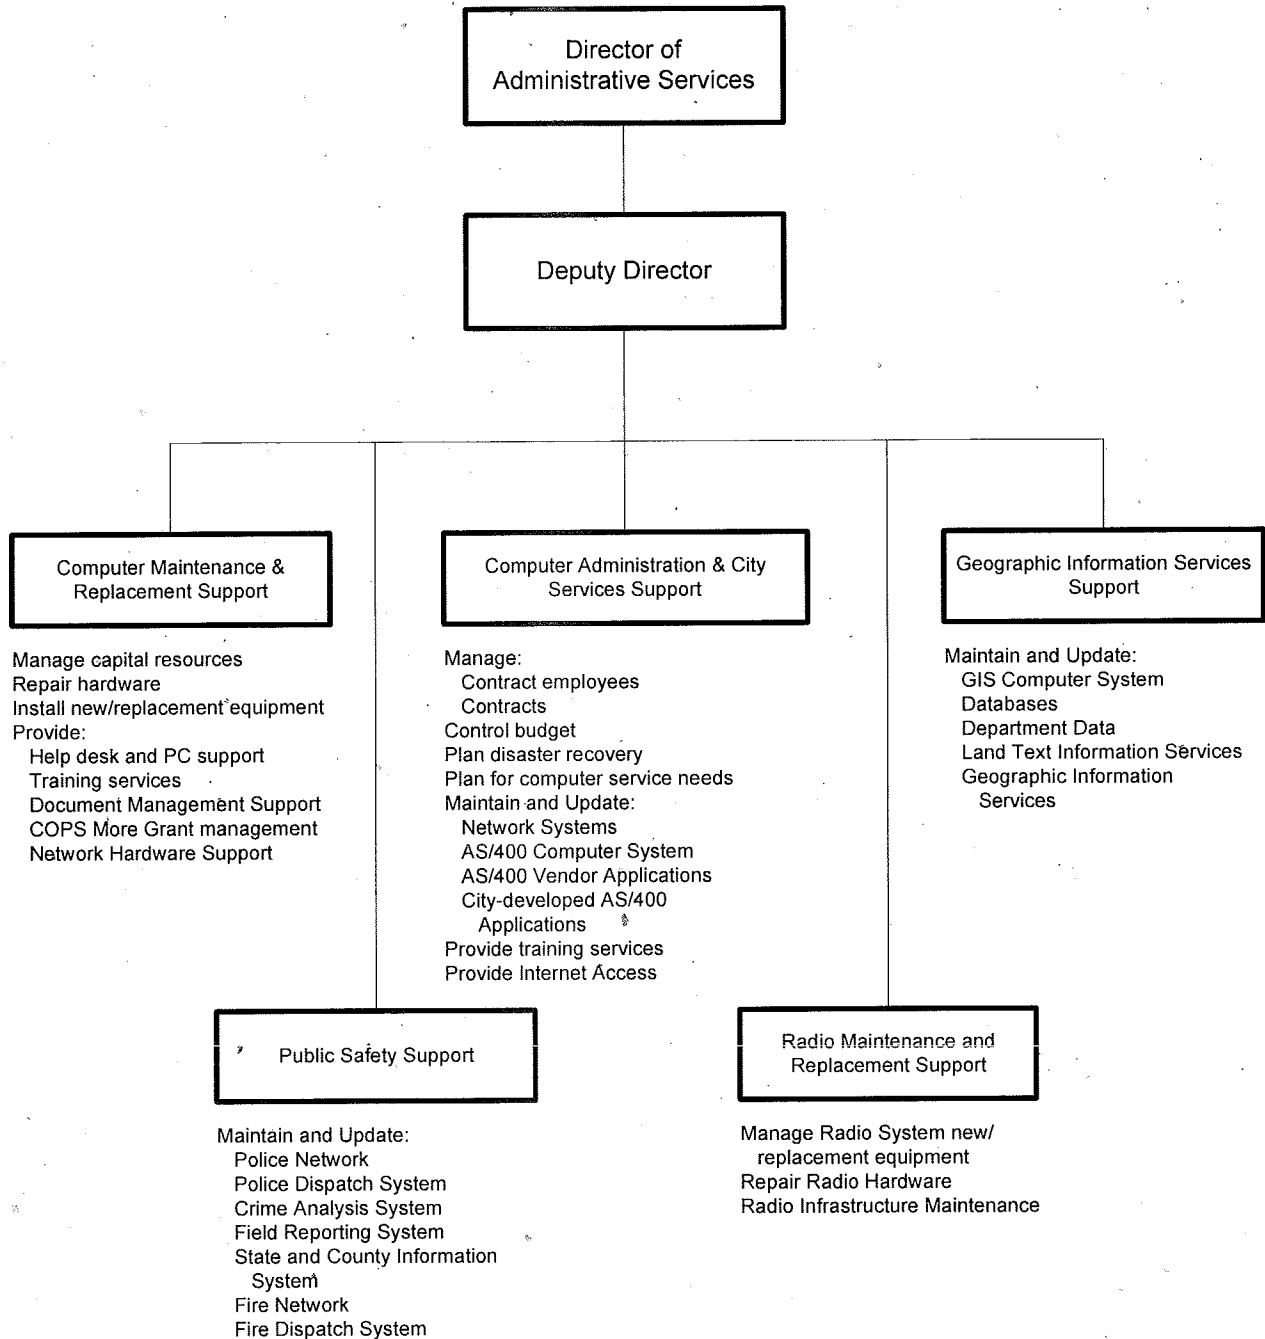 Director of
Administrative Services
Deputy Director
Computer Maintenance &
Replacement Support
Manage capital resources
Repair hardware
Install new/replacement equipment
Provide:
Help desk and PC support
Training services
Document Management Support
COPS More Grant management
Network Hardware Support
Computer Administration & City
Services Support
Manage:
Contract employees
Contracts
Control budget
Plan disaster recovery
Plan for computer service needs
Maintain and Update:
Network Systems
AS/400 Computer System
AS/400 Vendor Applications
City-developed AS/400
Applications
Provide training services
Provide Internet Access
Geographic Information Services
Support
Maintain and Update:
GIS Computer System
Databases
Department Data
Land Text Information Services
Geographic Information
Services
Public Safety Support
Maintain and Update:
Police Network
Police Dispatch System
Crime Analysis System
Field Reporting System
State and County Information
System
Fire Network
Fire Dispatch System
Radio Maintenance and
Replacement Support
Manage Radio System new/
replacement equipment
Repair Radio Hardware
Radio Infrastructure Maintenance